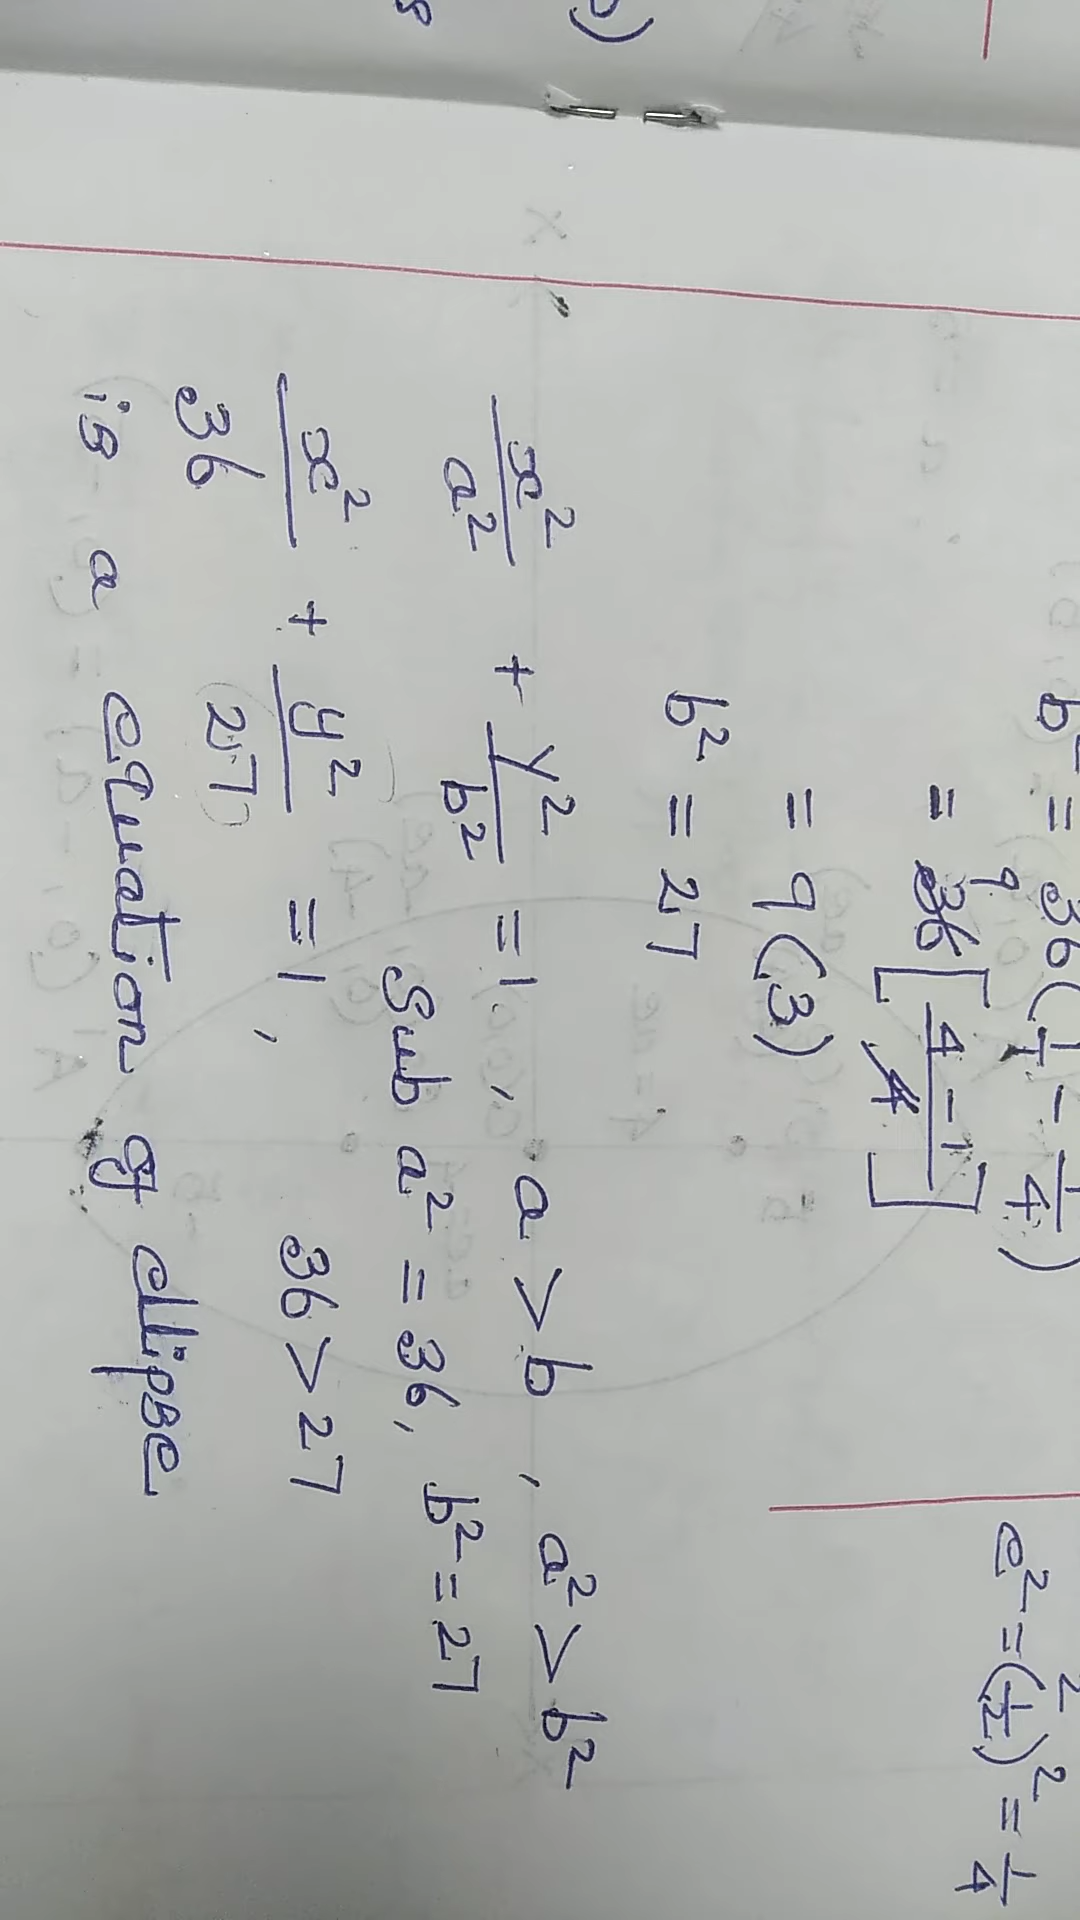 e² = (1/2)² = 1/4
b² = 36(1/1 - 1/4)
= 36 9 [4-1/4]
= 9(3)
b² = 27
x²/a² + y²/b² = 1, a > b, a² > b²
Sub a² = 36, b² = 27
x²/36 + y²/27 = 1, 36 > 27
is a equation of ellipse